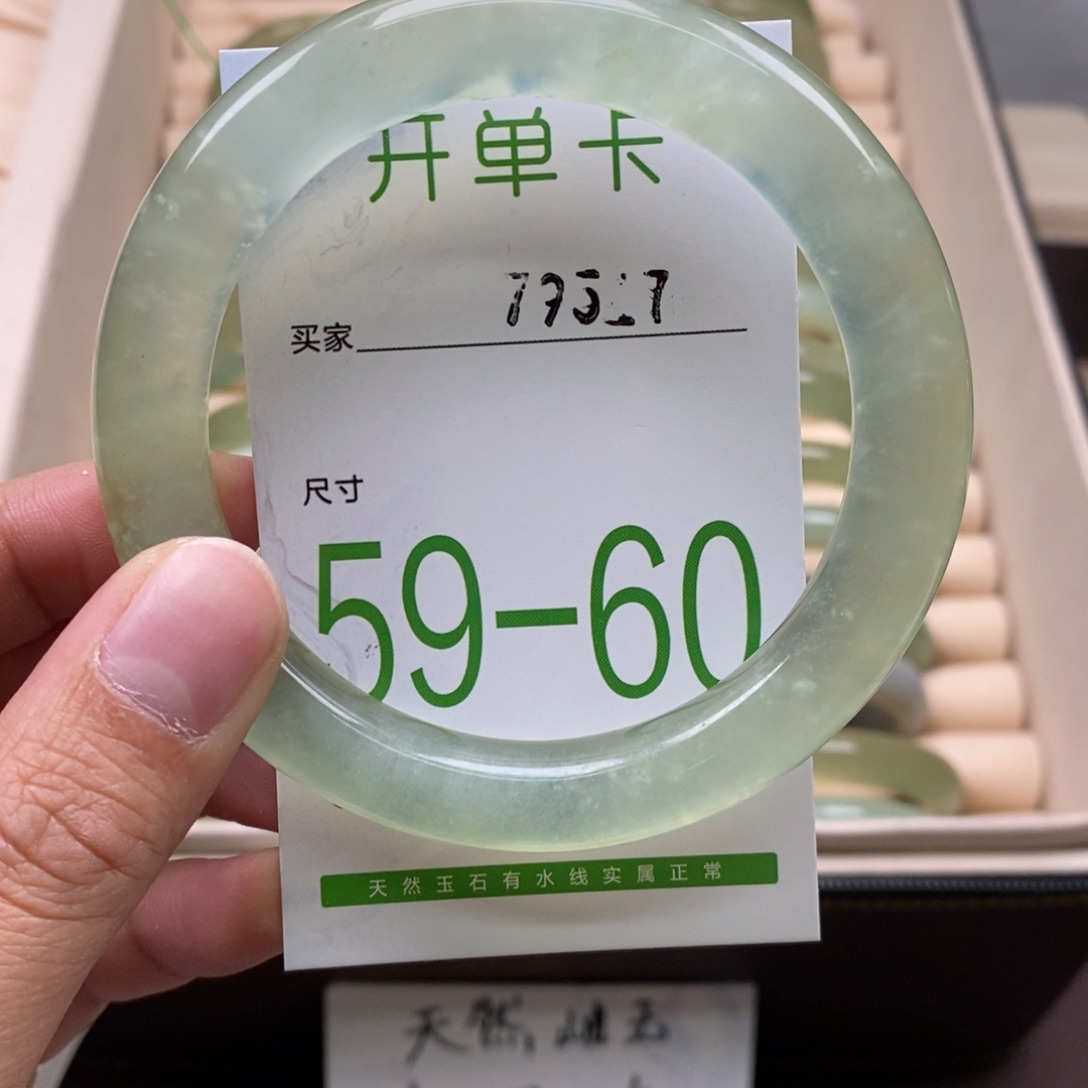 开单卡
买家
尺寸
59-60
天然玉石有水线实属正常
天然